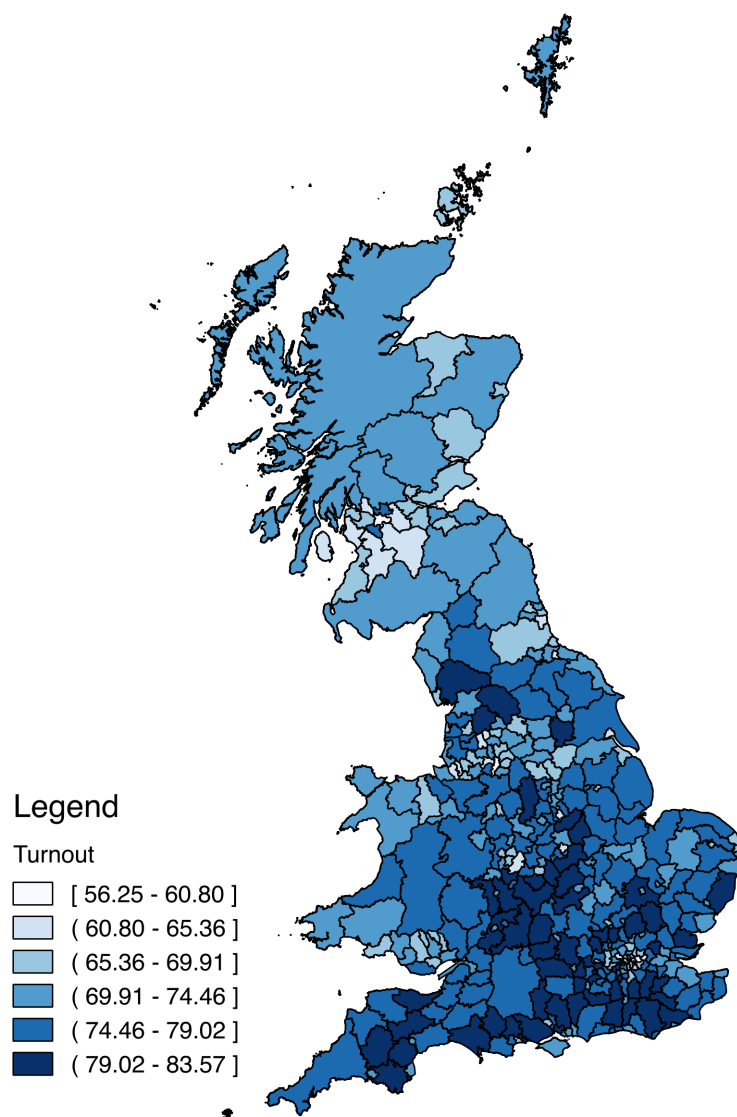 Legend
Turnout
[ 56.25 - 60.80 ]
( 60.80 - 65.36 ]
( 65.36 - 69.91 ]
( 69.91 - 74.46 ]
( 74.46 - 79.02 ]
( 79.02 - 83.57 ]